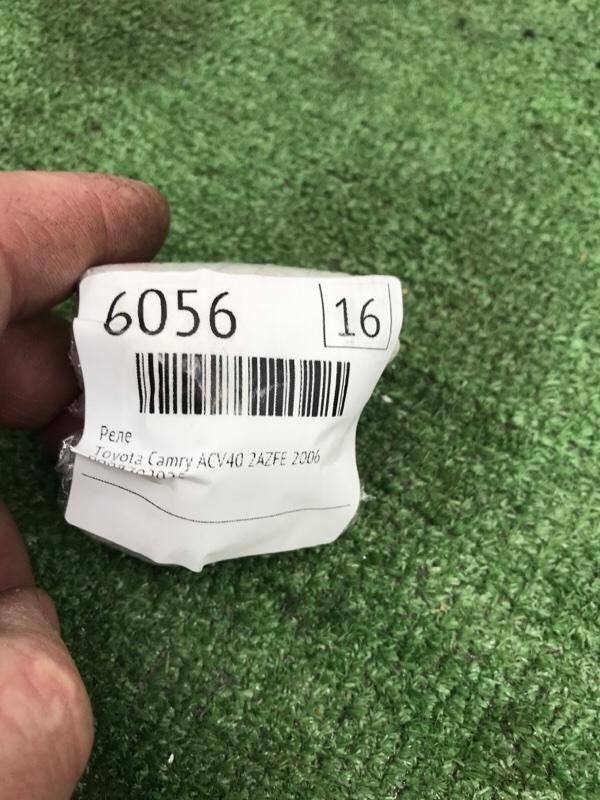 6056 16
Реле
Toyota Camry ACV40 2AZFE 2006